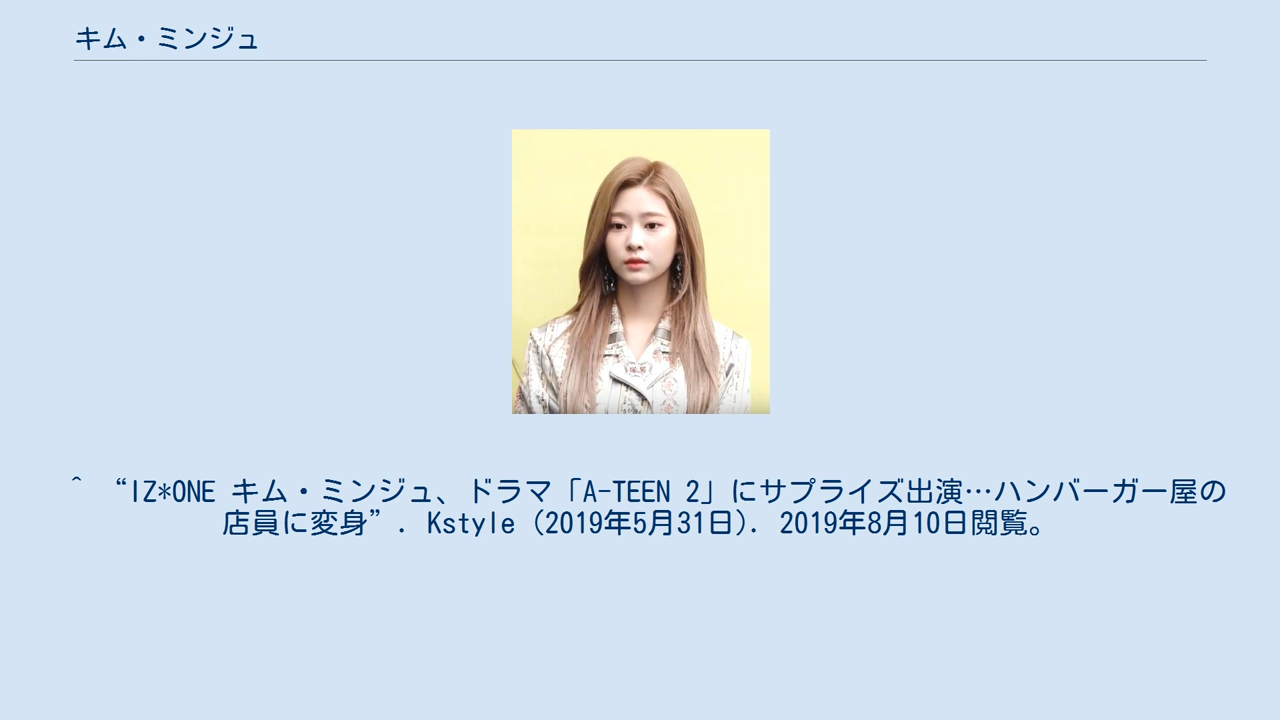 キム・ミンジュ
^ “IZ*ONE キム・ミンジュ、ドラマ「A-TEEN 2」にサプライズ出演…ハンバーガー屋の
店員に変身”. Kstyle (2019年5月31日). 2019年8月10日閲覧。